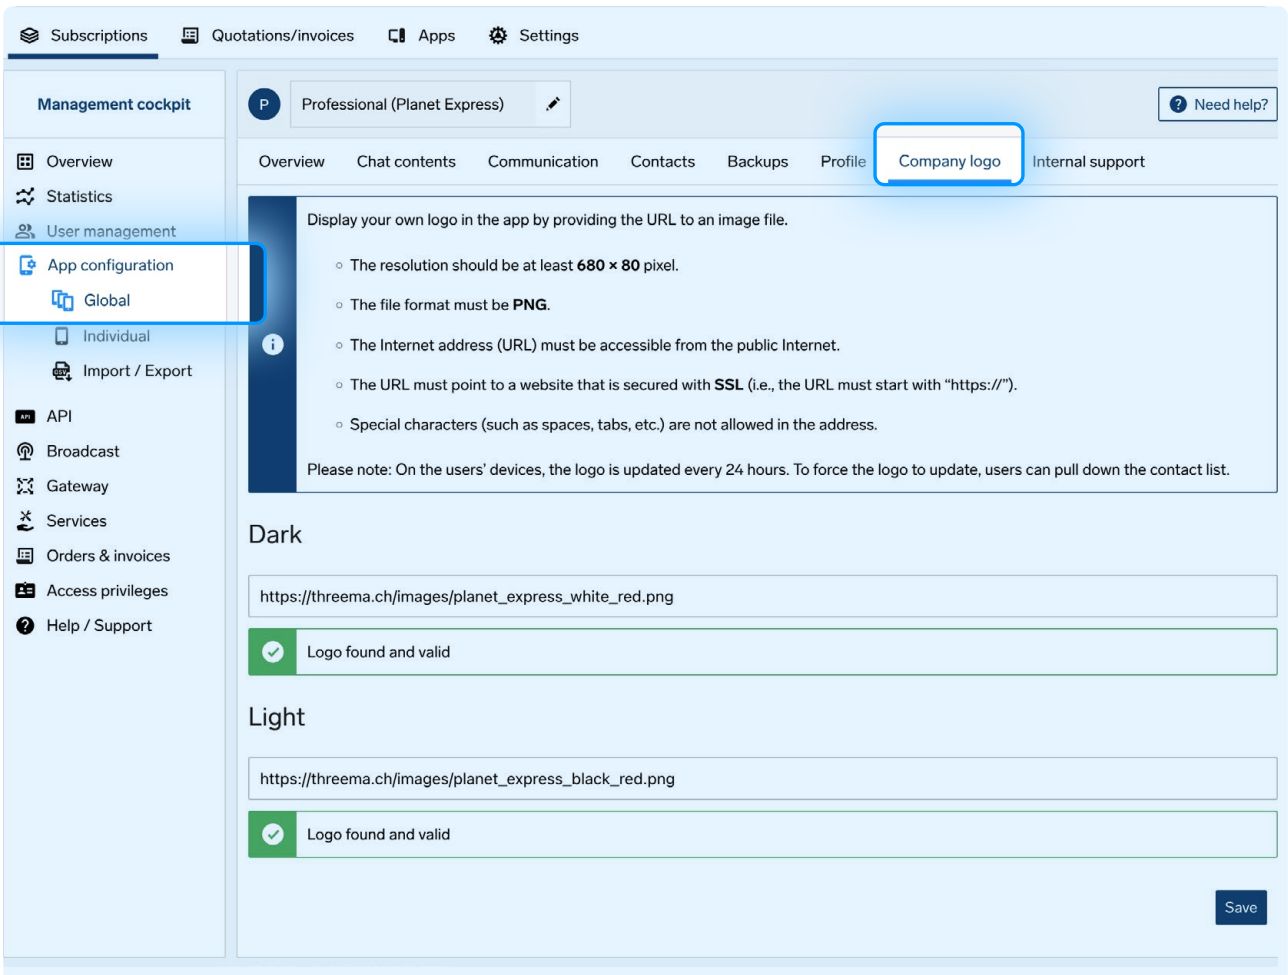 Subscriptions
Quotations/invoices
Apps
Settings
Management cockpit
Overview
Statistics
User management
App configuration
Global
Individual
CSV
Import / Export
API
API
Broadcast
Gateway
Services
Orders & invoices
Access privileges
Help / Support
P
Professional (Planet Express)
Need help?
Overview
Chat contents
Communication
Contacts
Backups
Profile
Company logo
Internal support
Display your own logo in the app by providing the URL to an image file.
The resolution should be at least 680 × 80 pixel.
The file format must be PNG.
The Internet address (URL) must be accessible from the public Internet.
The URL must point to a website that is secured with SSL (i.e., the URL must start with “https://”).
Special characters (such as spaces, tabs, etc.) are not allowed in the address.
Please note: On the users’ devices, the logo is updated every 24 hours. To force the logo to update, users can pull down the contact list.
Dark
https://threema.ch/images/planet_express_white_red.png
Logo found and valid
Light
https://threema.ch/images/planet_express_black_red.png
Logo found and valid
Save